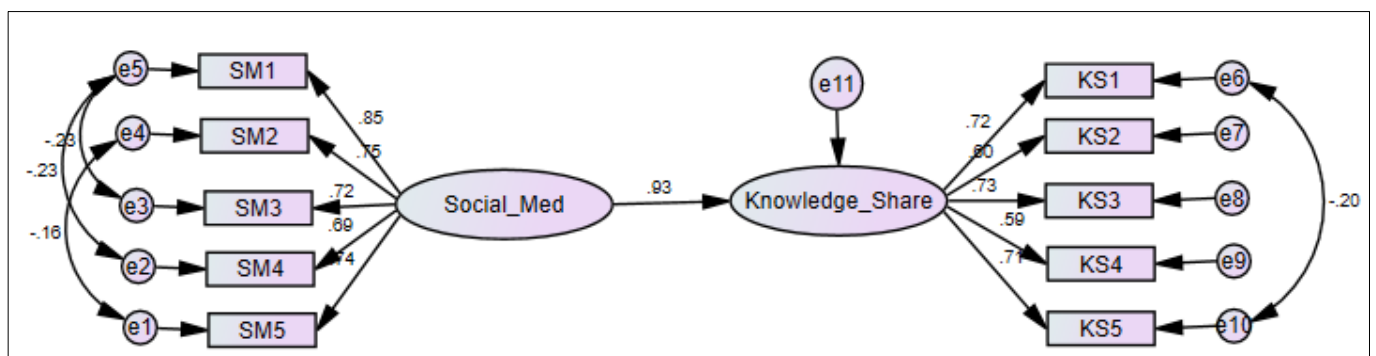 e5
SM1
e11
KS1
e6
.85
.72
-.23
e4
SM2
.75
.60
KS2
e7
-.23
.72
Social_Med
.93
Knowledge_Share
.73
KS3
e8
-.20
e3
SM3
.69
.59
-.16
e2
SM4
.74
.71
KS4
e9
e1
SM5
KS5
e10